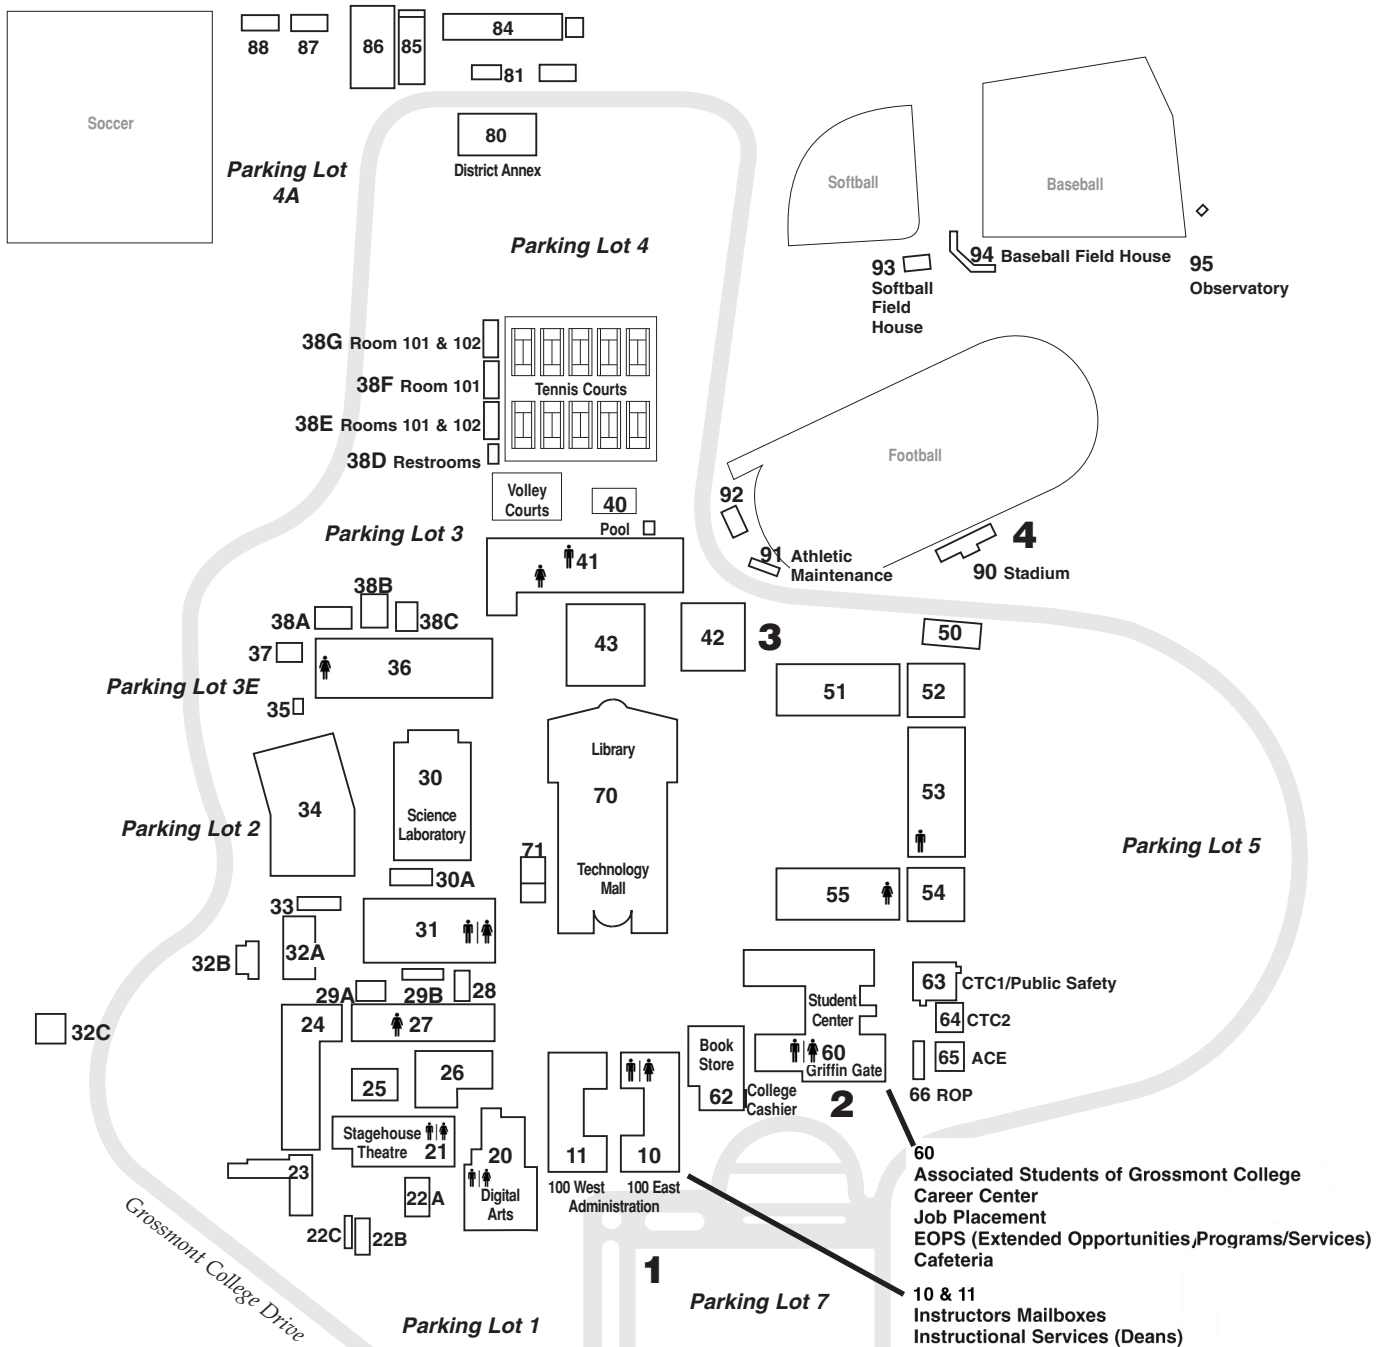 88
87
86
85
84
81
80
District Annex
Soccer
Parking Lot
4A
Parking Lot 4
Softball
Baseball
93
Softball
Field
House
94 Baseball Field House
95
Observatory
38G Room 101 & 102
38F Room 101
38E Rooms 101 & 102
38D Restrooms
Tennis Courts
Football
Volley
Courts
40
Pool
92
91 Athletic
Maintenance
4
90 Stadium
Parking Lot 3
41
38B
38A
38C
37
36
35
43
42
3
50
51
52
Parking Lot 3E
Library
70
Technology
Mall
71
30
Science
Laboratory
30A
34
Parking Lot 2
53
55
54
Parking Lot 5
33
31
32A
32B
32C
29A
29B
28
24
27
25
26
Student
Center
60
Griffin Gate
2
63 CTC1/Public Safety
64 CTC2
65 ACE
66 ROP
Book
Store
62
College
Cashier
Stagehouse
Theatre
21
20
Digital
Arts
11
10
100 West
100 East
Administration
23
22A
22C
22B
Grossmont College Drive
1
Parking Lot 1
Parking Lot 7
60
Associated Students of Grossmont College
Career Center
Job Placement
EOPS (Extended Opportunities/Programs/Services)
Cafeteria
10 & 11
Instructors Mailboxes
Instructional Services (Deans)